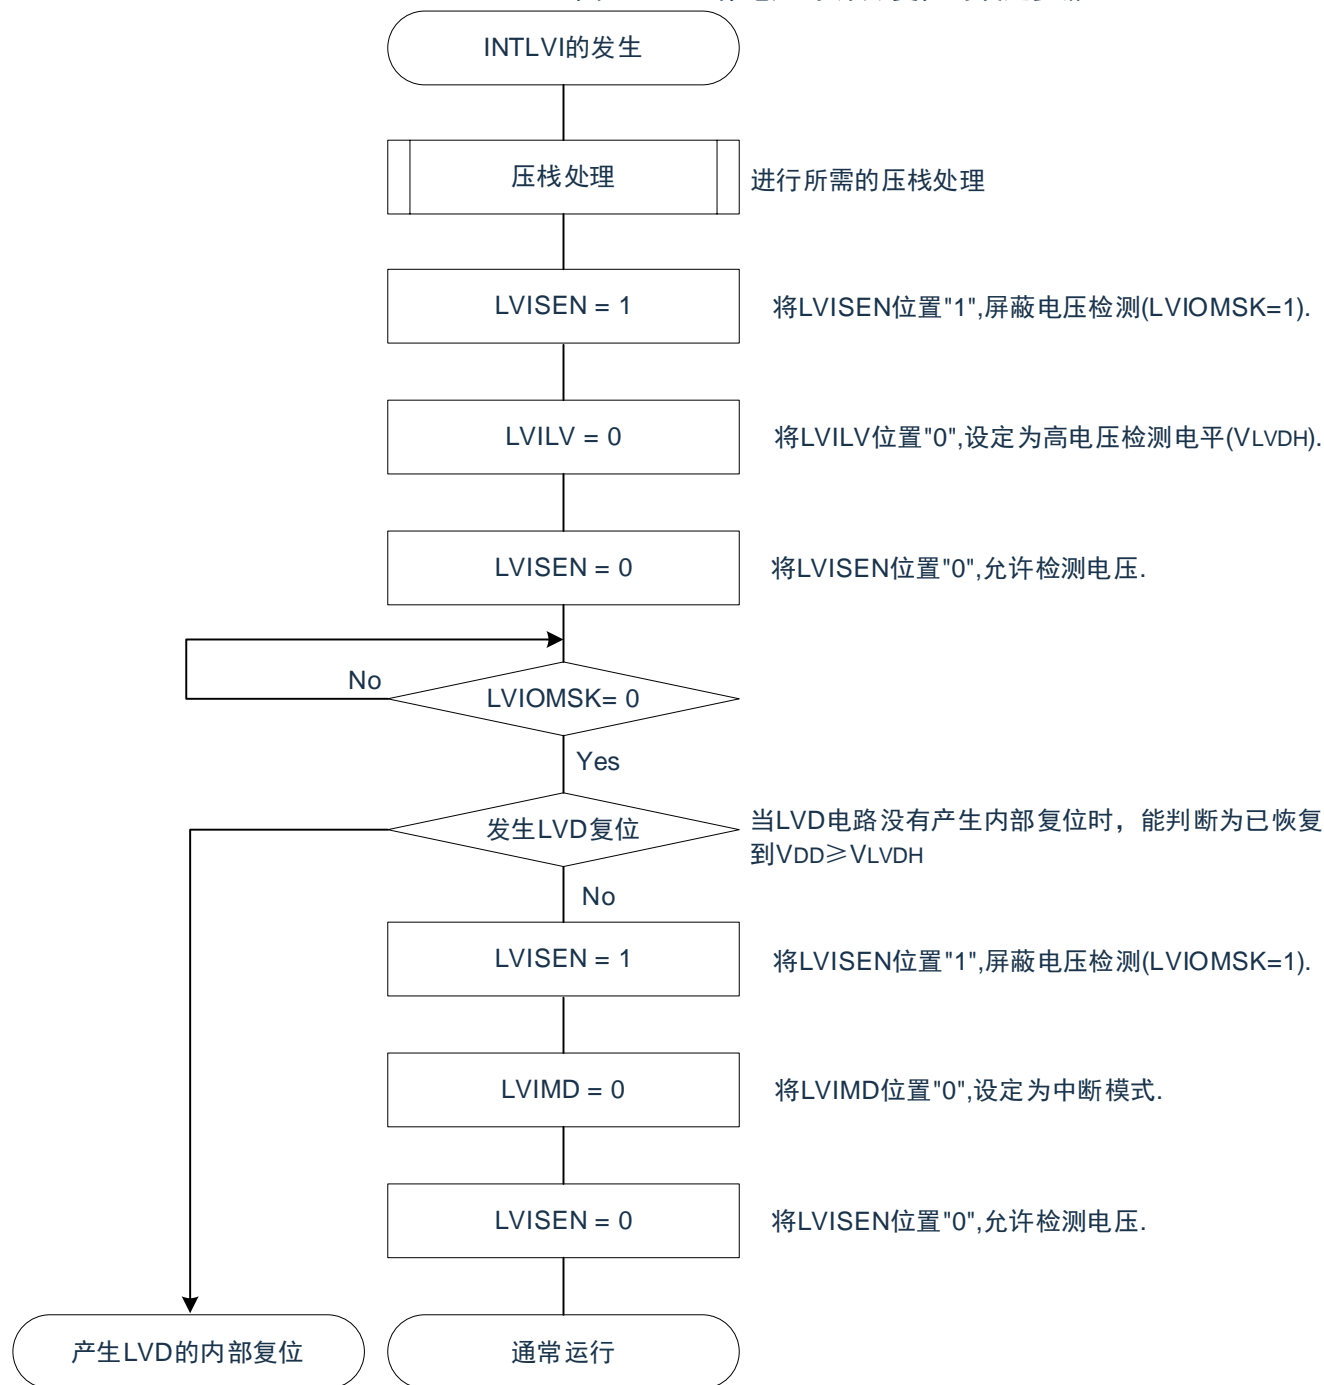 INTLVI的发生
压栈处理
进行所需的压栈处理
LVISEN = 1
将LVISEN位置"1",屏蔽电压检测(LVIOMSK=1).
LVILV = 0
将LVILV位置"0",设定为高电压检测电平(VLVDH).
LVISEN = 0
将LVISEN位置"0",允许检测电压.
No
LVIOMSK= 0
Yes
发生LVD复位
当LVD电路没有产生内部复位时，能判断为已恢复
到VDD≥VLVDH
No
LVISEN = 1
将LVISEN位置"1",屏蔽电压检测(LVIOMSK=1).
LVIMD = 0
将LVIMD位置"0",设定为中断模式.
LVISEN = 0
将LVISEN位置"0",允许检测电压.
产生LVD的内部复位
通常运行